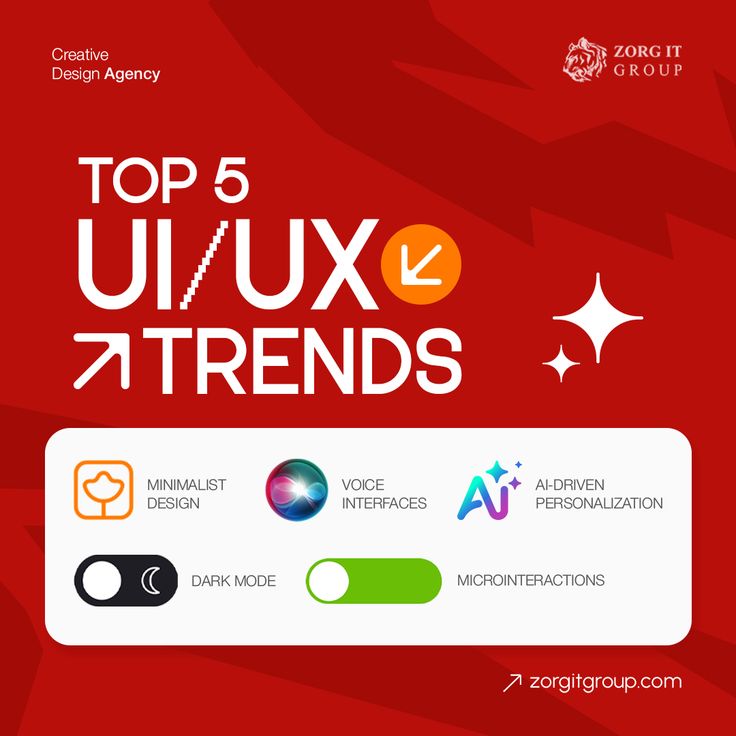 Creative
Design Agency
ZORG IT
GROUP
TOP 5
UI/UX
TRENDS
MINIMALIST
DESIGN
VOICE
INTERFACES
Ai
AI-DRIVEN
PERSONALIZATION
DARK MODE
MICROINTERACTIONS
zorgitgroup.com